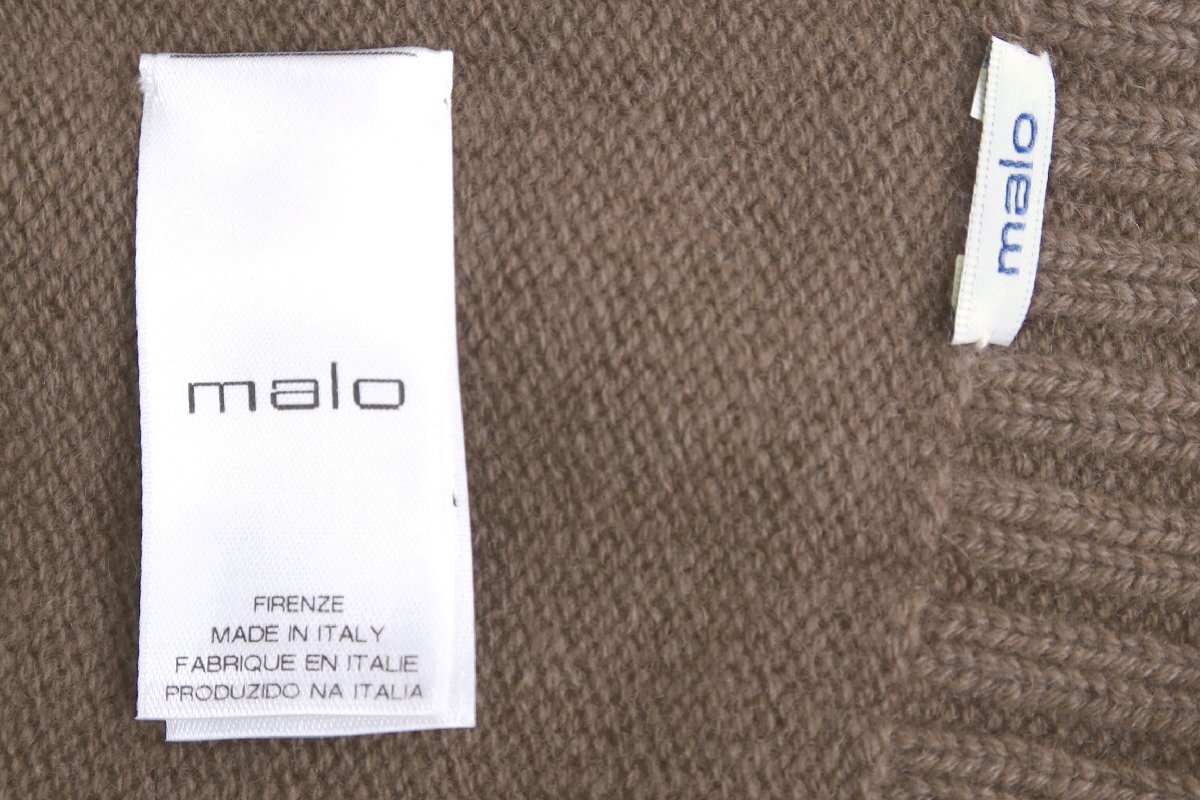 malo
FIRENZE
MADE IN ITALY
FABRIQUE EN ITALIE
PRODUZIDO NA ITALIA
malo